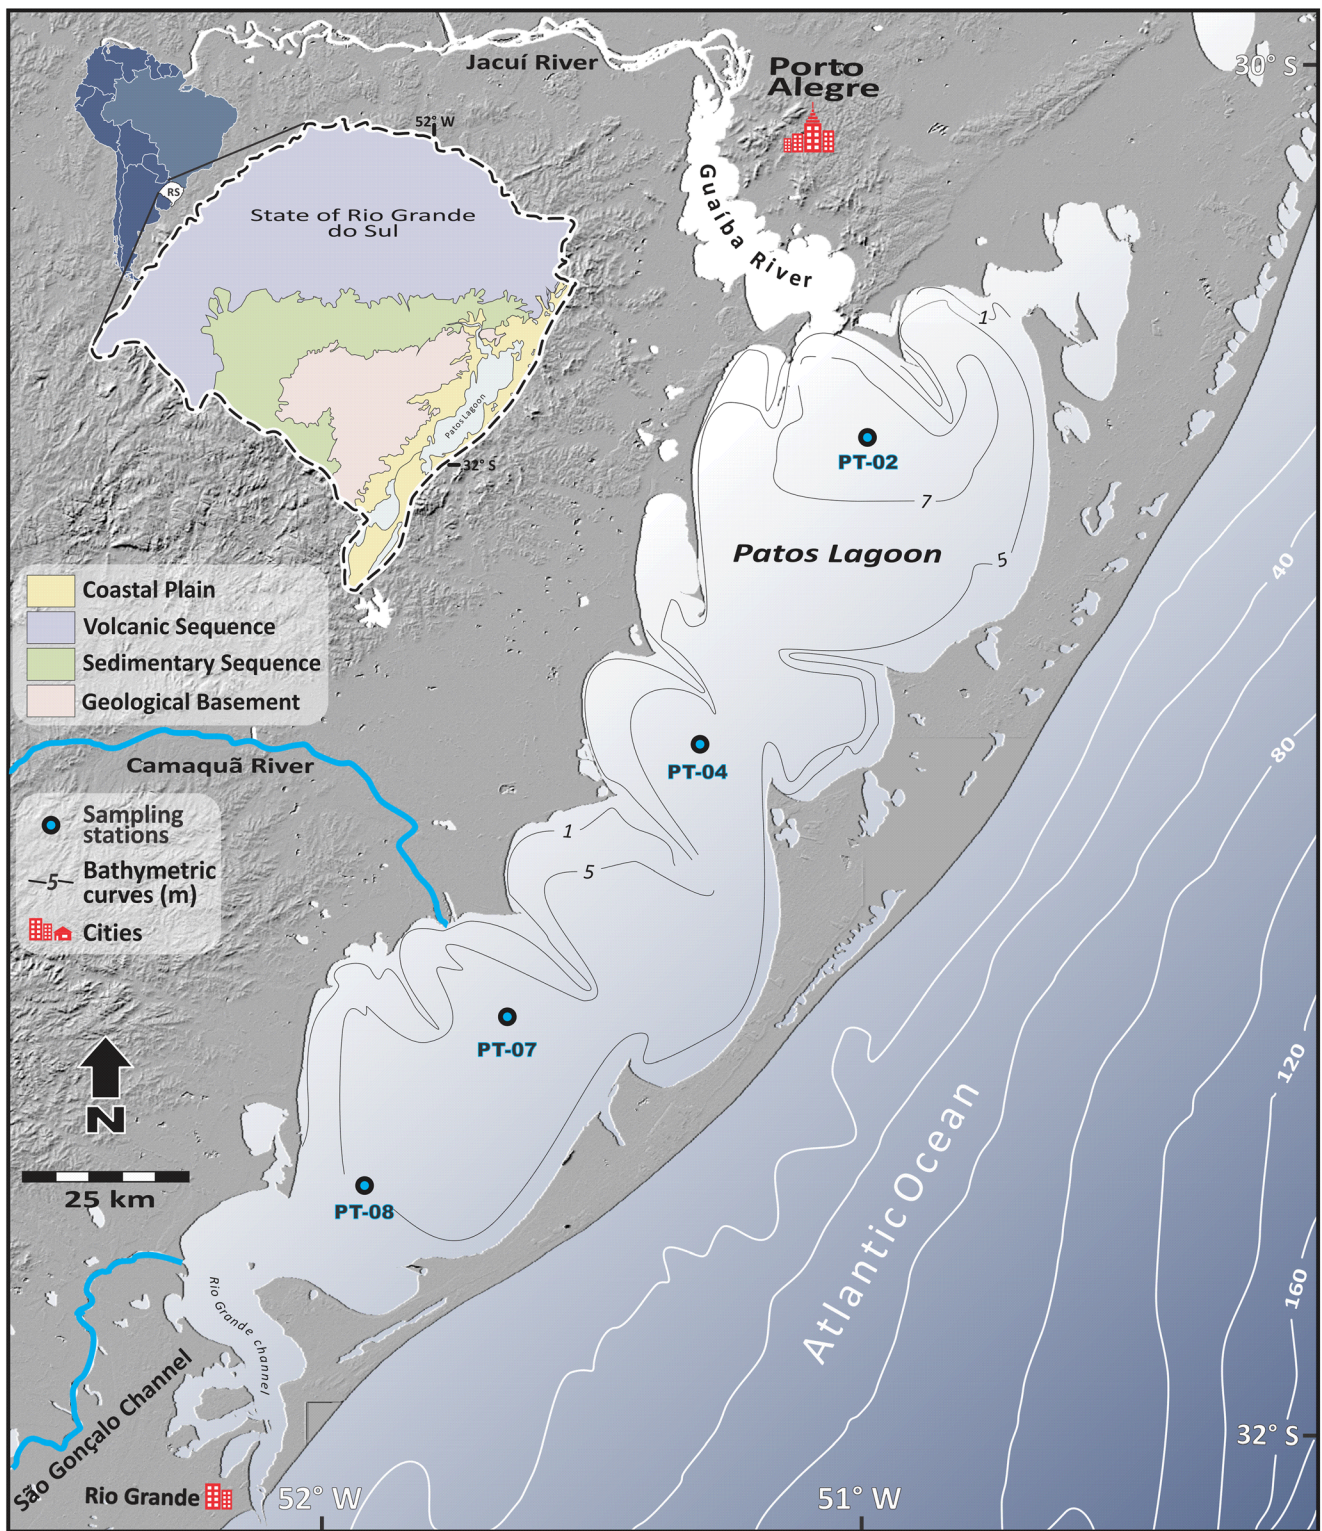 Jacuí River
Porto
Alegre
30° S
52° W
RS
Guaíba River
State of Rio Grande
do Sul
1
Patos Lagoon
32° S
PT-02
7
Patos Lagoon
5
40
Coastal Plain
Volcanic Sequence
Sedimentary Sequence
Geological Basement
80
Camaquã River
PT-04
Sampling
stations
1
5
Bathymetric
curves (m)
5
Cities
PT-07
120
N
25 km
PT-08
Atlantic Ocean
160
Rio Grande channel
São Gonçalo Channel
32° S
Rio Grande
52° W
51° W